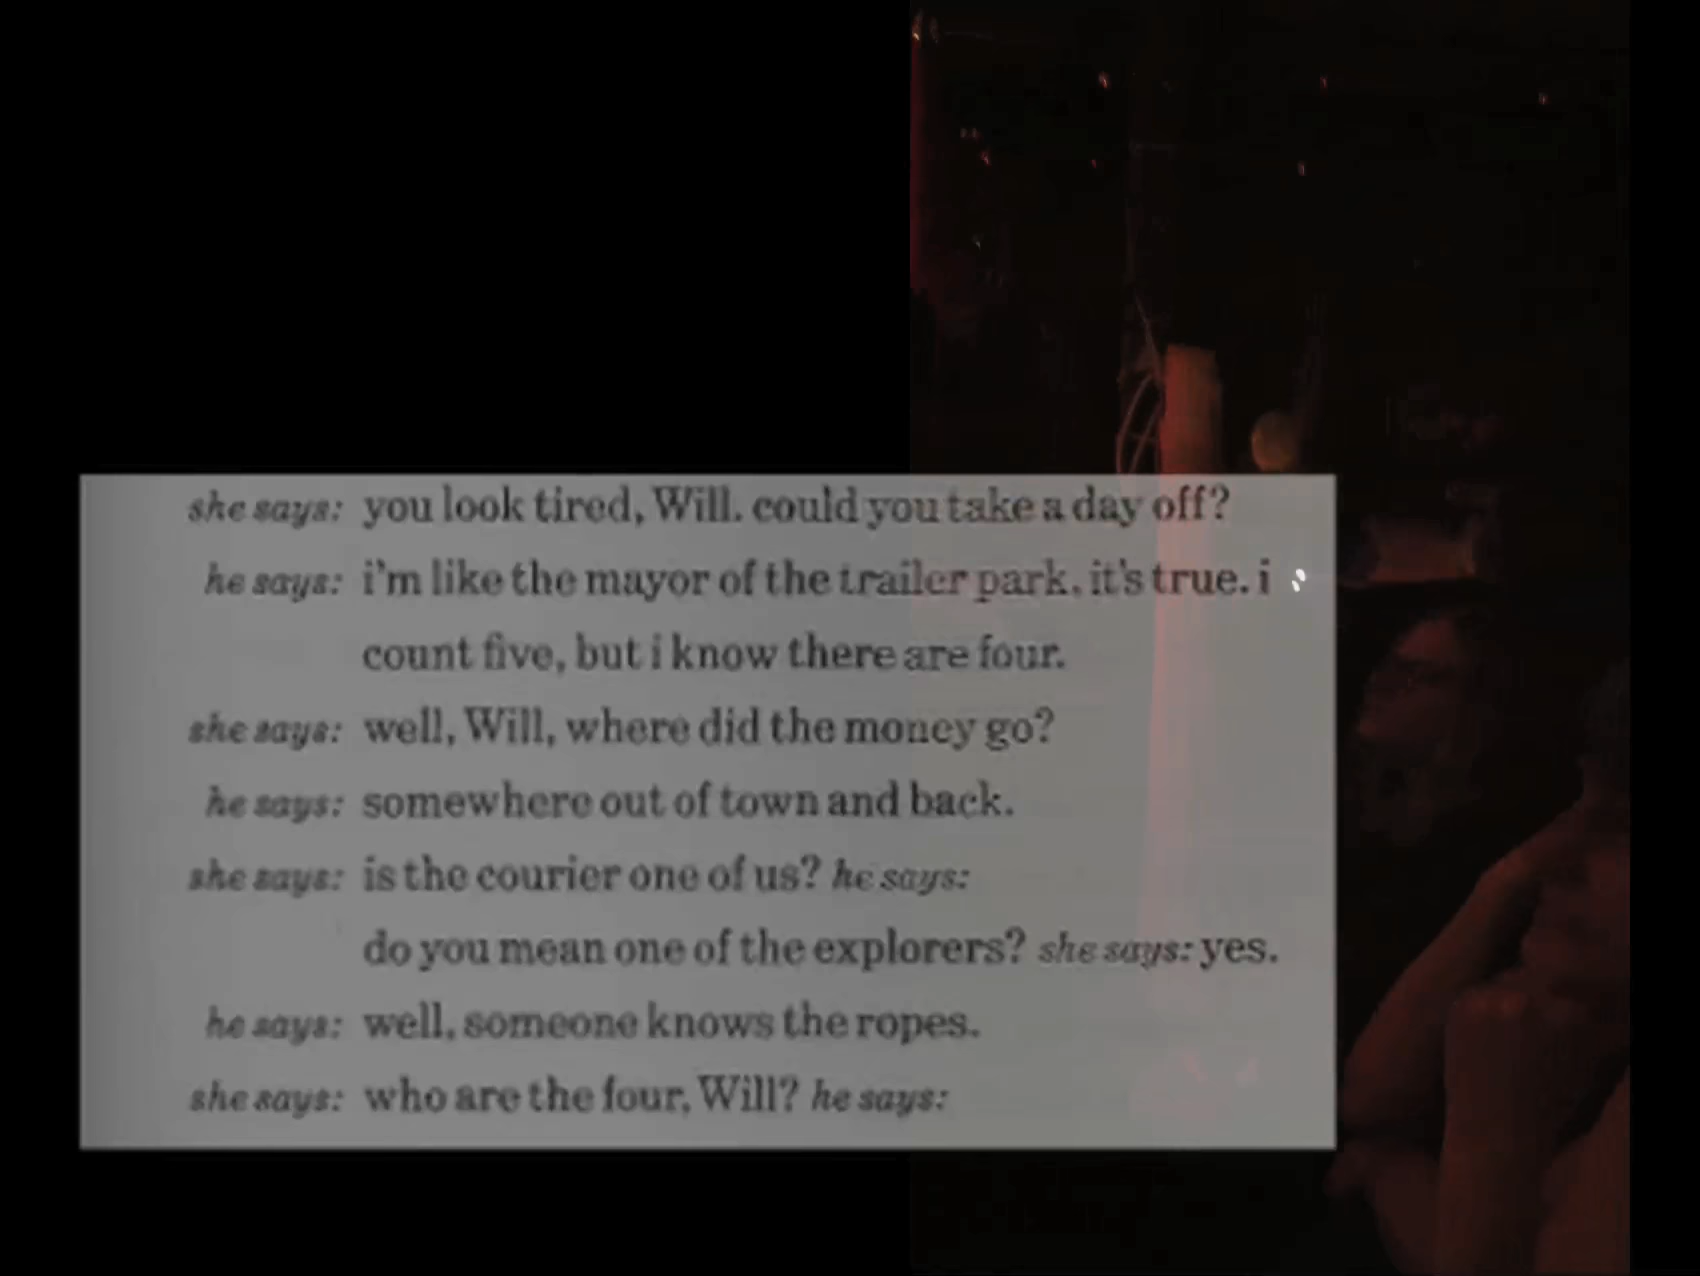 she says: you look tired, Will. could you take a day off?
he says: i'm like the mayor of the trailer park, it's true. i
count five, but i know there are four.
she says: well, Will, where did the money go?
he says: somewhere out of town and back.
she says: is the courier one of us? he says:
do you mean one of the explorers? she says: yes.
he says: well, someone knows the ropes.
she says: who are the four, Will? he says: